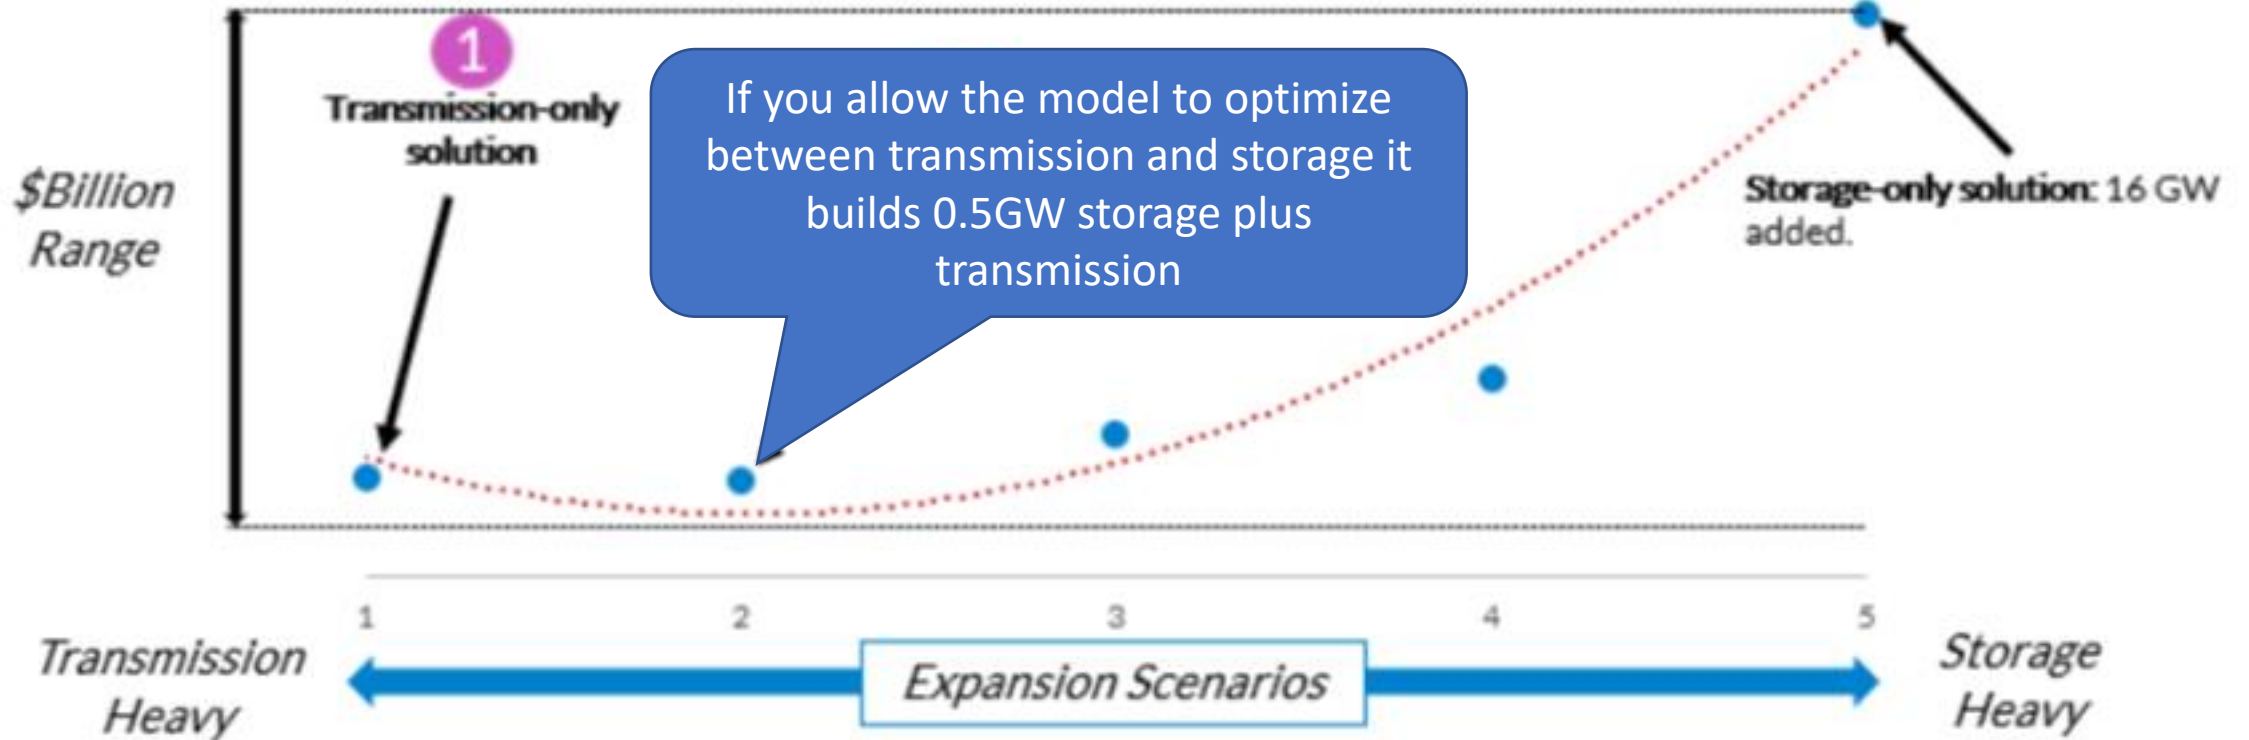 1
Transmission-only
solution
$Billion
Range
If you allow the model to optimize
between transmission and storage it
builds 0.5GW storage plus
transmission
Storage-only solution: 16 GW
added.
1
2
3
4
5
Transmission
Heavy
Expansion Scenarios
Storage
Heavy